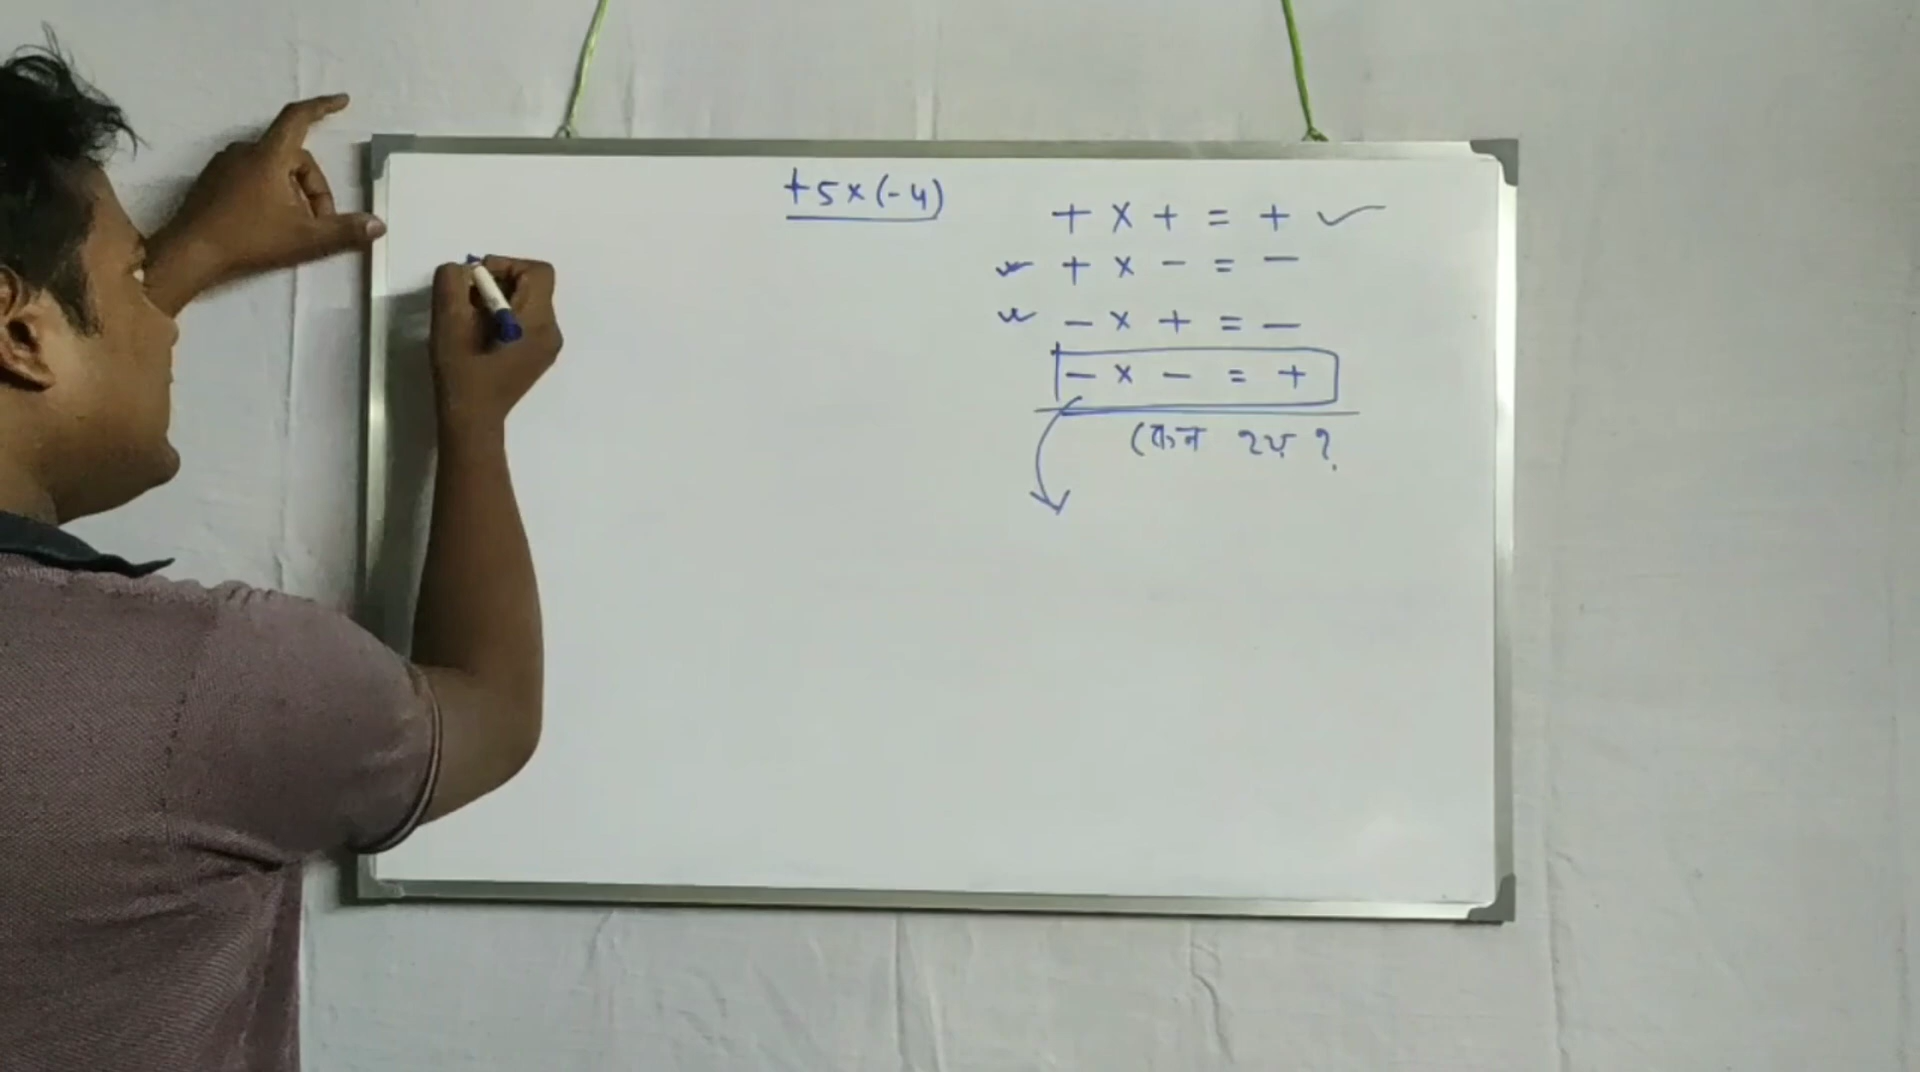 +5×(-4)
+ × + = +
+ × - = -
- × + = -
- × - = +
কেন হয় ?